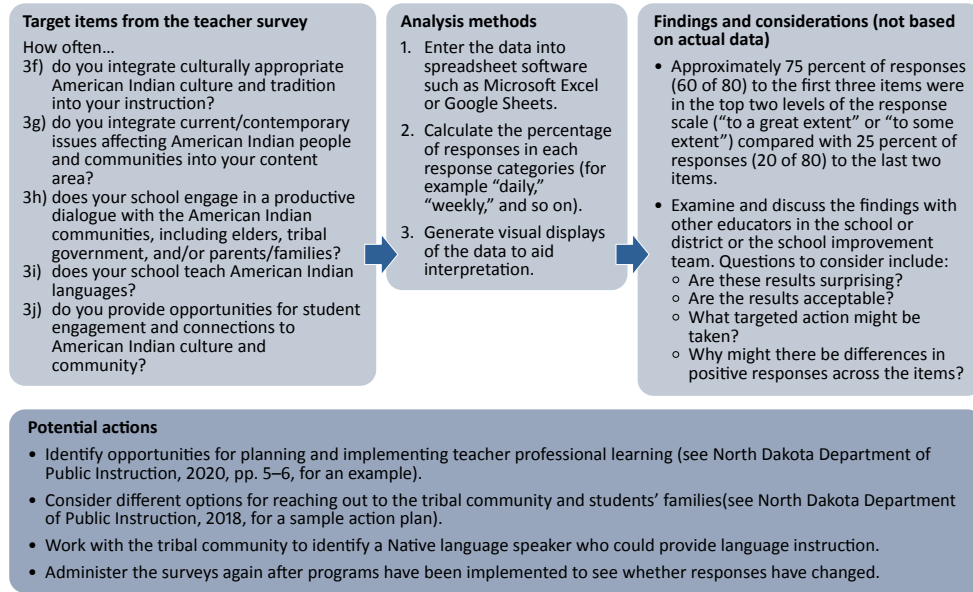 Target items from the teacher survey
How often…
3f) do you integrate culturally appropriate
American Indian culture and tradition
into your instruction?
3g) do you integrate current/contemporary
issues affecting American Indian people
and communities into your content
area?
3h) does your school engage in a productive
dialogue with the American Indian
communities, including elders, tribal
government, and/or parents/families?
3i) does your school teach American Indian
languages?
3j) do you provide opportunities for student
engagement and connections to
American Indian culture and
community?
Analysis methods
1. Enter the data into
spreadsheet software
such as Microsoft Excel
or Google Sheets.
2. Calculate the percentage
of responses in each
response categories (for
example “daily,”
“weekly,” and so on).
3. Generate visual displays
of the data to aid
interpretation.
Findings and considerations (not based
on actual data)
• Approximately 75 percent of responses
(60 of 80) to the first three items were
in the top two levels of the response
scale (“to a great extent” or “to some
extent”) compared with 25 percent of
responses (20 of 80) to the last two
items.
• Examine and discuss the findings with
other educators in the school or
district or the school improvement
team. Questions to consider include:
○ Are these results surprising?
○ Are the results acceptable?
○ What targeted action might be
taken?
○ Why might there be differences in
positive responses across the items?
Potential actions
• Identify opportunities for planning and implementing teacher professional learning (see North Dakota Department of
Public Instruction, 2020, pp. 5–6, for an example).
• Consider different options for reaching out to the tribal community and students’ families(see North Dakota Department
of Public Instruction, 2018, for a sample action plan).
• Work with the tribal community to identify a Native language speaker who could provide language instruction.
• Administer the surveys again after programs have been implemented to see whether responses have changed.